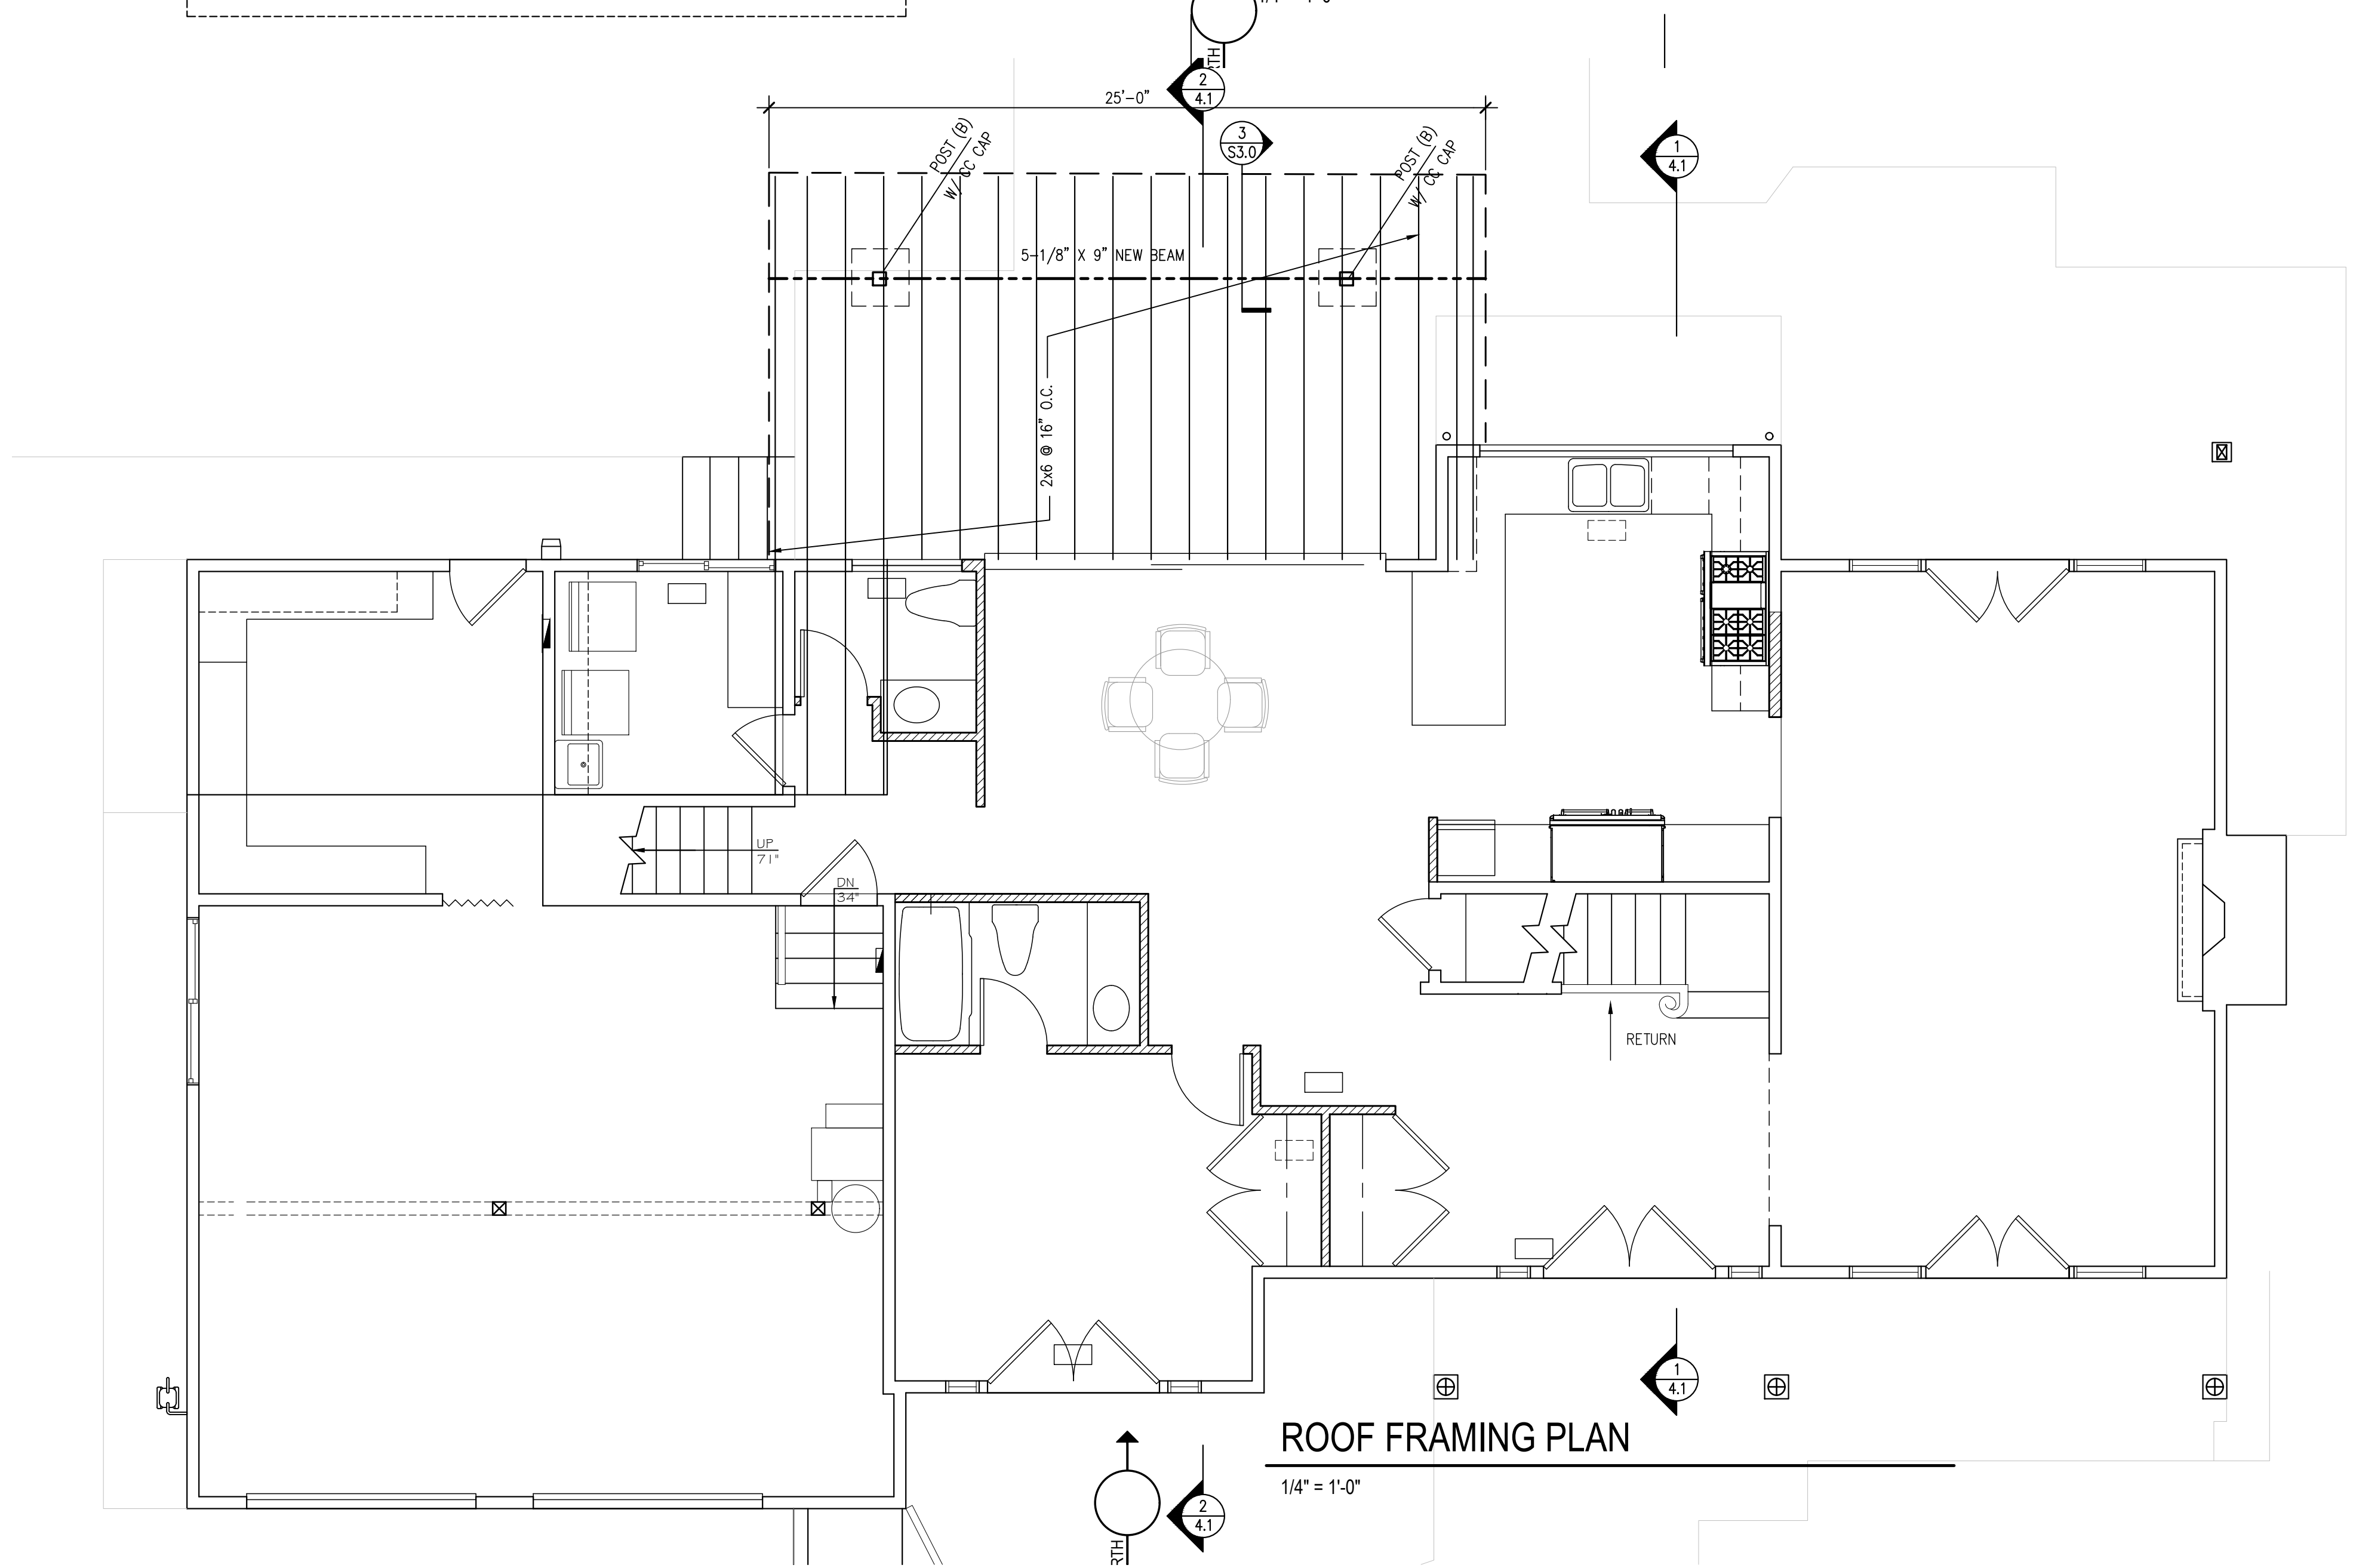 2
4.1
25'-0"
3
S3.0
POST (B)
W/ CC CAP
POST (B)
W/ CC CAP
1
4.1
5-1/8" X 9" NEW BEAM
2x6 @ 16" O.C.
UP
71"
DN
34"
RETURN
1
4.1
ROOF FRAMING PLAN
1/4" = 1'-0"
2
4.1